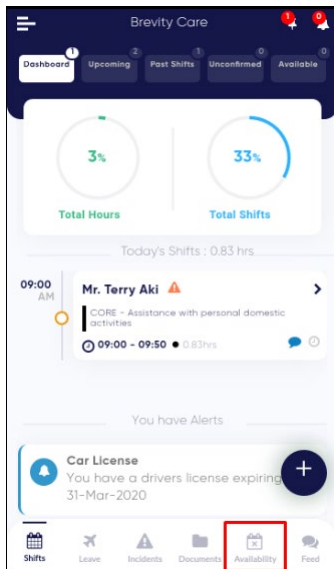 Brevity Care
1
0
1
2
1
0
0
Dashboard Upcoming Past Shifts Unconfirmed Available
3%
33%
Total Hours Total Shifts
Today's Shifts : 0.83 hrs
09:00
AM
Mr. Terry Aki
CORE - Assistance with personal domestic
activities
09:00 - 09:50 0.83hrs
You have Alerts
Car License
You have a drivers license expiring
31-Mar-2020
Shifts Leave Incidents Documents Availability Feed